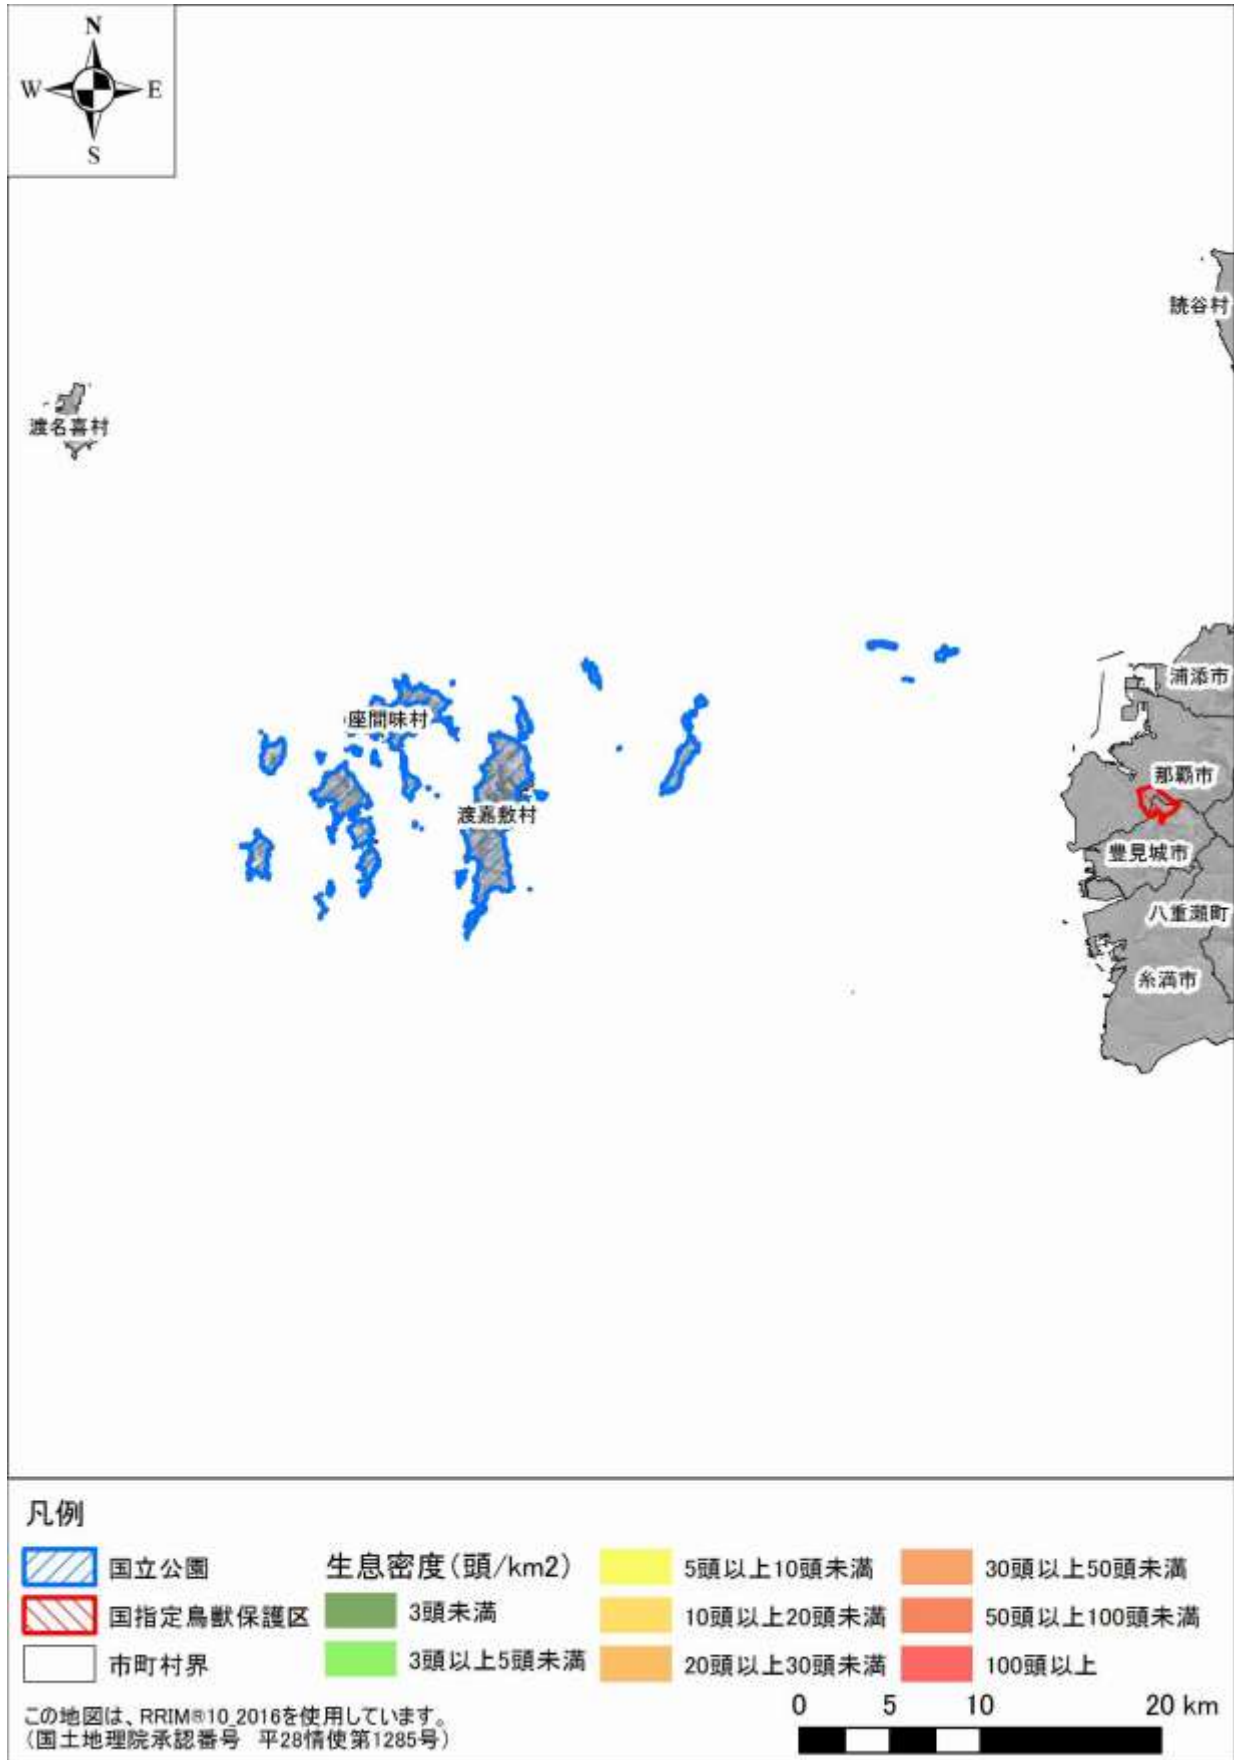 N
W E
S
読谷村
渡名喜村
浦添市
座間味村
那覇市
渡嘉敷村
豊見城市
八重瀬町
糸満市
凡例
国立公園
国指定鳥獣保護区
市町村界
生息密度(頭/km2)
3頭未満
3頭以上5頭未満
5頭以上10頭未満
10頭以上20頭未満
20頭以上30頭未満
30頭以上50頭未満
50頭以上100頭未満
100頭以上
この地図は、RRIM®10_2016を使用しています。
(国土地理院承認番号 平28情使第1285号)
0 5 10 20 km